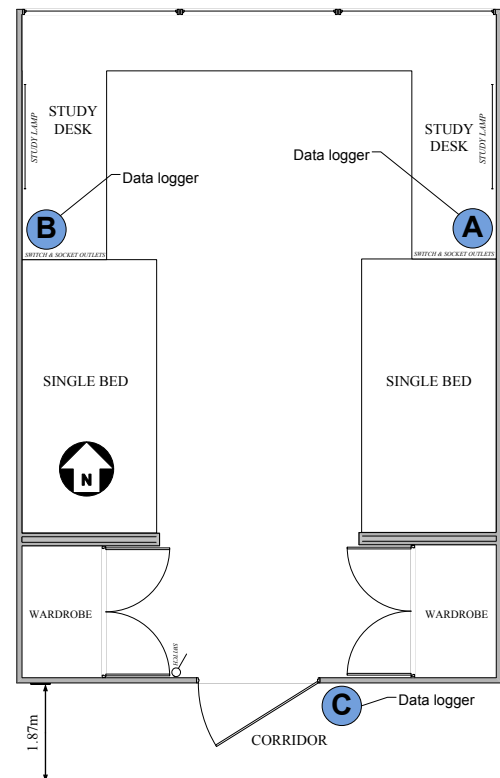 STUDY
DESK
STUDY LAMP
Data logger
B
SWITCH & SOCKET OUTLETS
Data logger
STUDY
DESK
STUDY LAMP
A
SWITCH & SOCKET OUTLETS
SINGLE BED
SINGLE BED
N
WARDROBE
WARDROBE
C
Data logger
CORRIDOR
1.87m